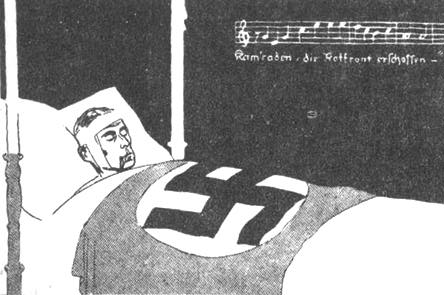 Kam'raden, die Rotfront erschossen –